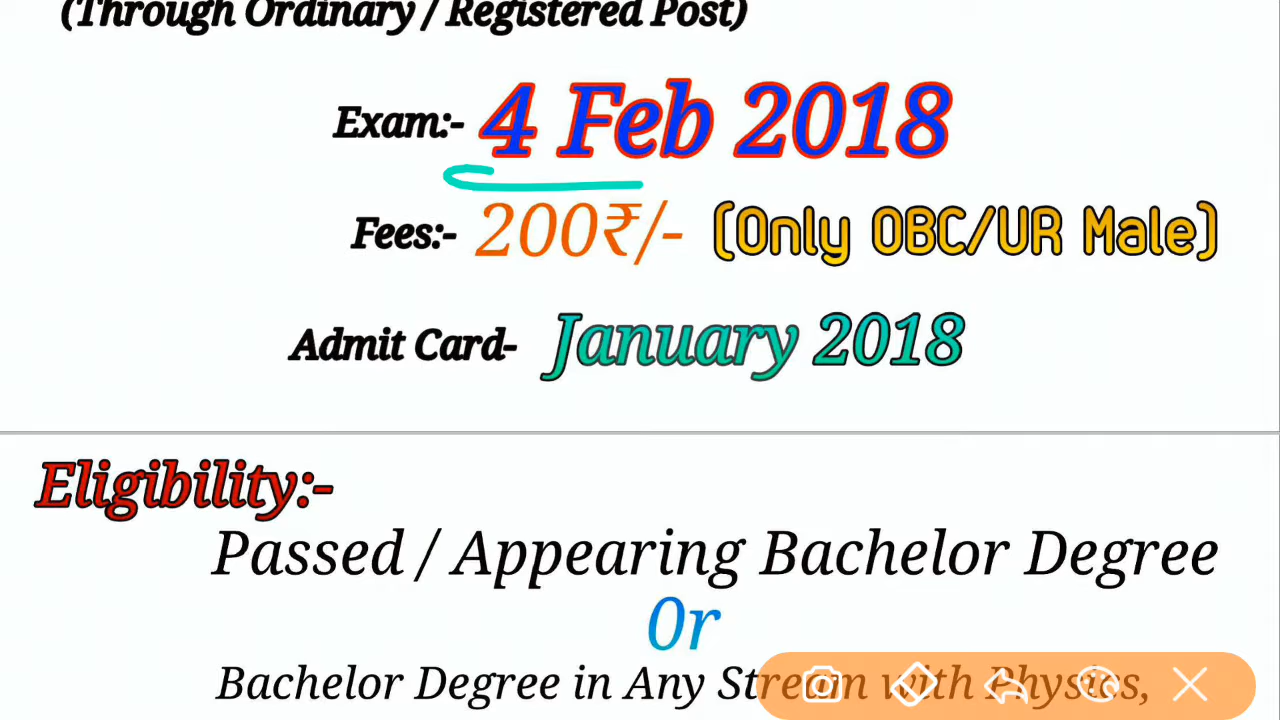 (Through Ordinary / Registered Post)
Exam:- 4 Feb 2018
Fees:- 200₹/- (Only OBC/UR Male)
Admit Card- January 2018
Eligibility:-
Passed / Appearing Bachelor Degree
Or
Bachelor Degree in Any Stream with Physics,